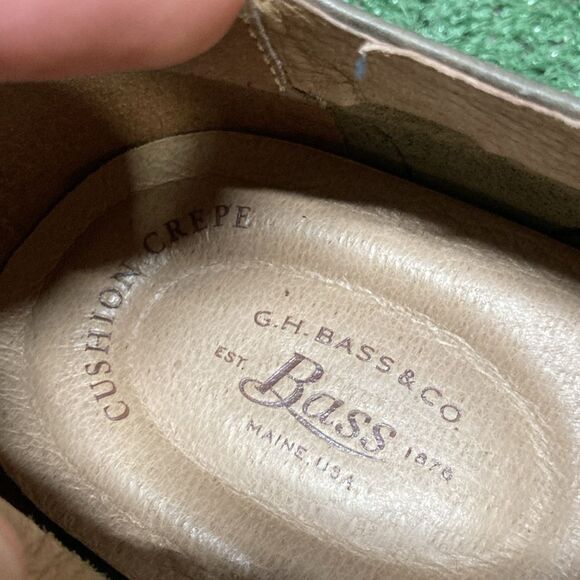 CUSHION CREPE
G.H. BASS & CO.
EST. Bass 1876
MAINE, USA